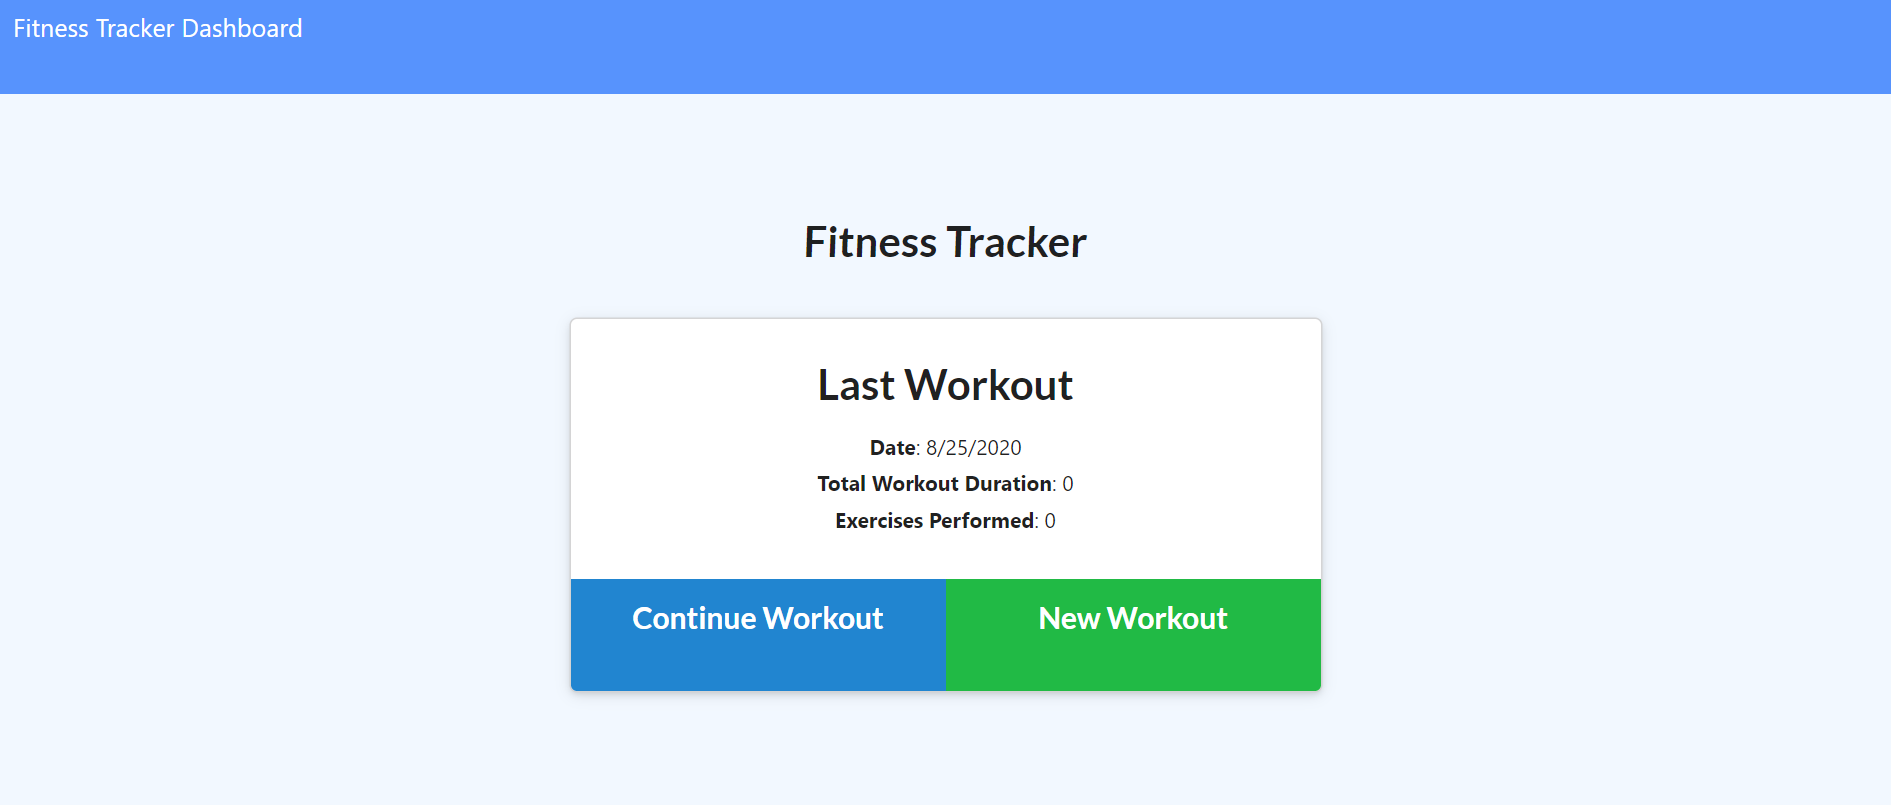 Fitness Tracker Dashboard
Fitness Tracker
Last Workout
Date: 8/25/2020
Total Workout Duration: 0
Exercises Performed: 0
Continue Workout New Workout